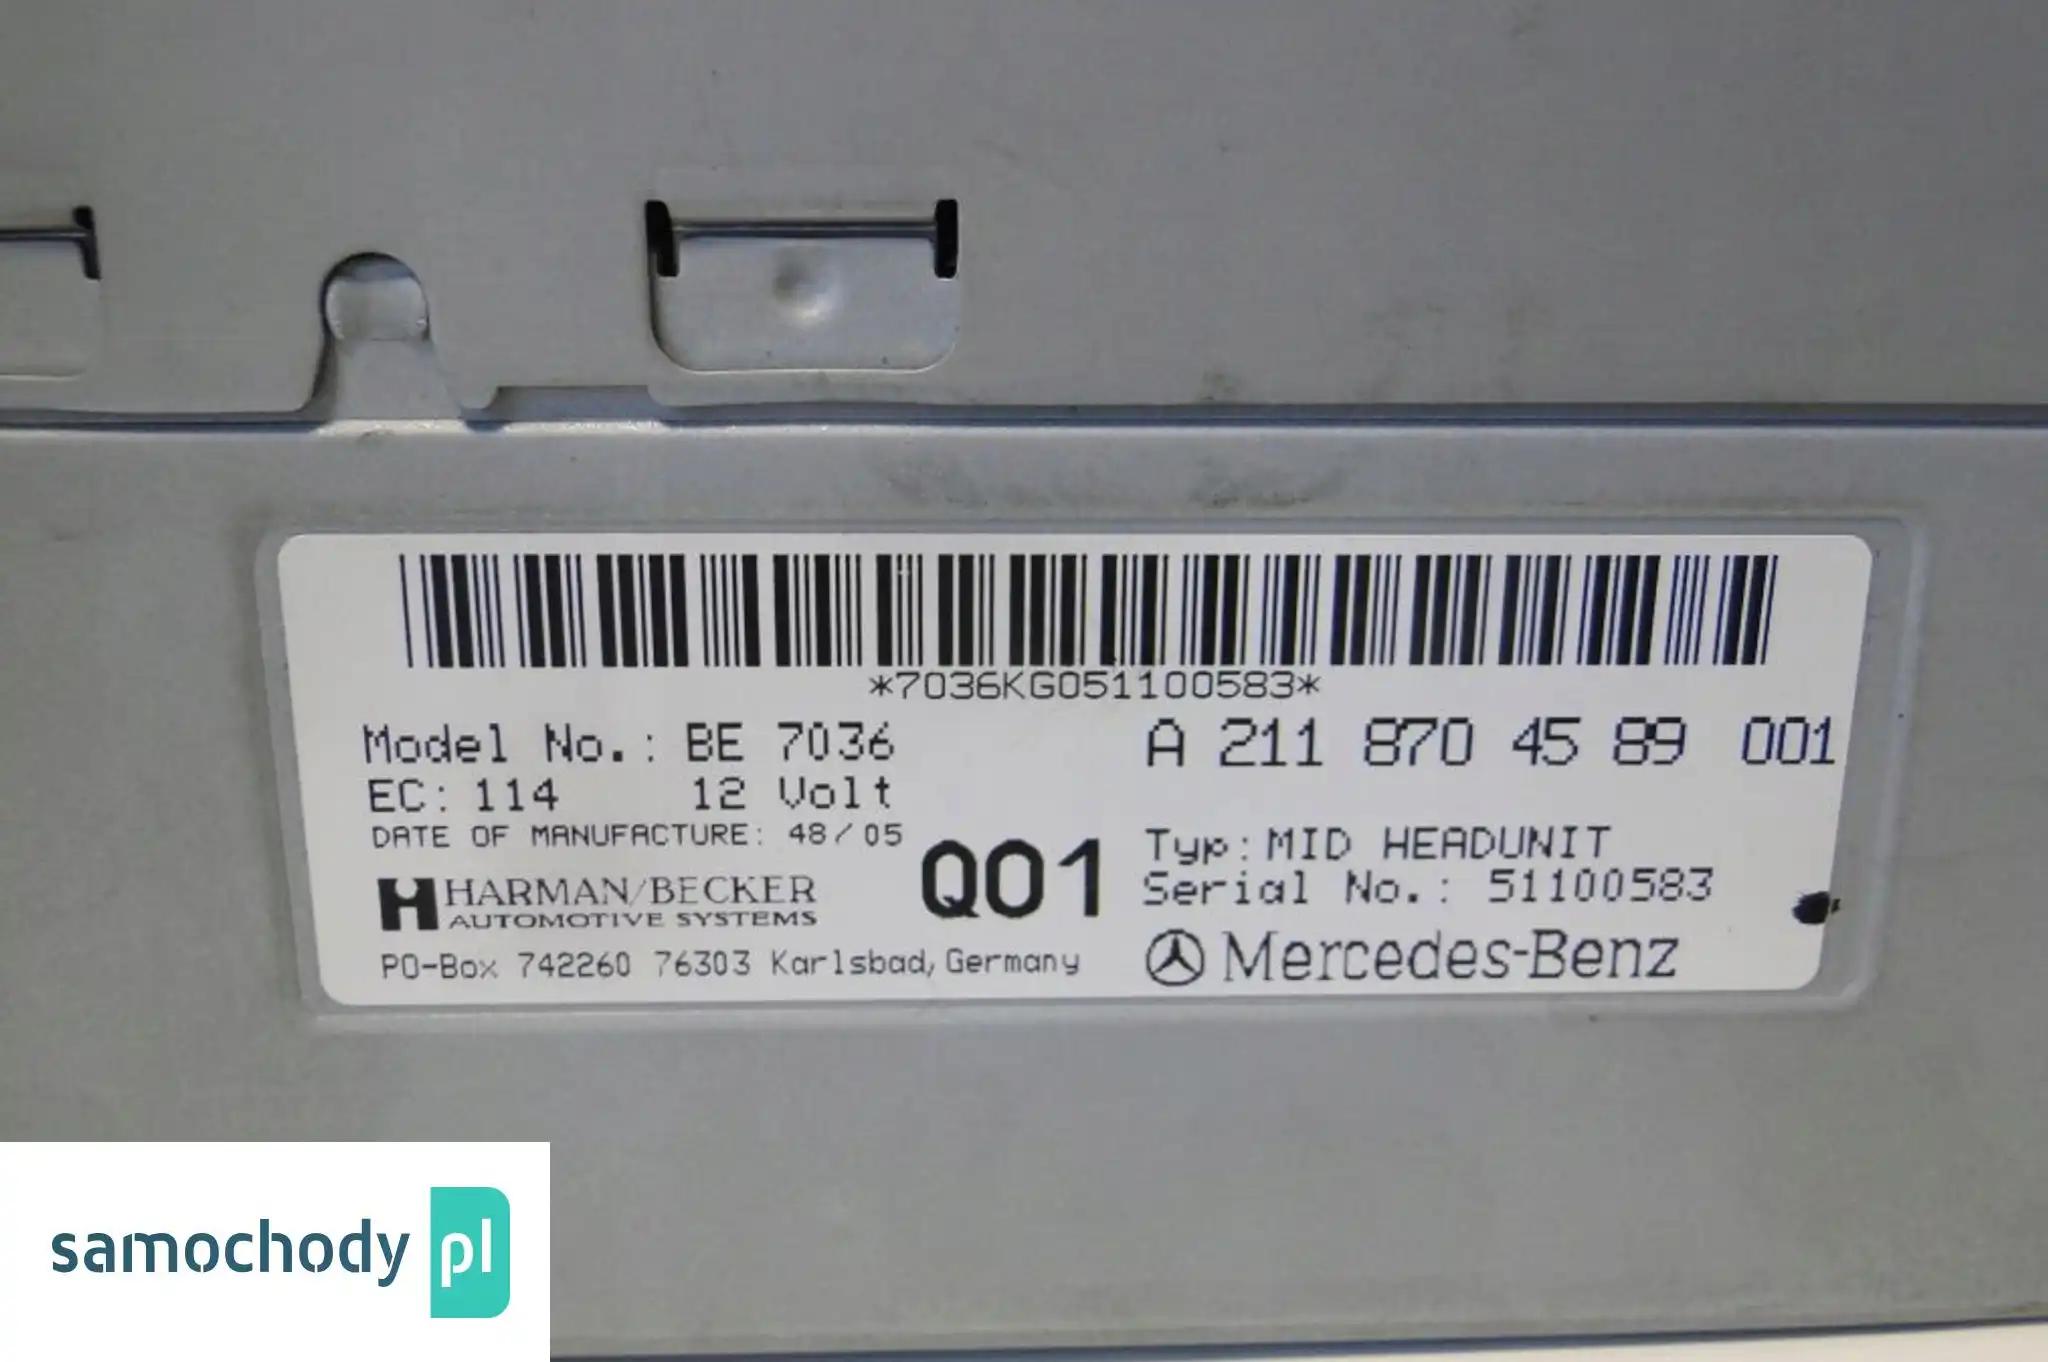 *7036KG051100583*
Model No.: BE 7036
A 211 870 45 89 001
EC: 114 12 Volt
DATE OF MANUFACTURE: 48/05
Q01
Typ: MID HEADUNIT
HARMAN/BECKER
AUTOMOTIVE SYSTEMS
Serial No.: 51100583
PO-Box 742260 76303 Karlsbad, Germany
Mercedes-Benz
samochody pl